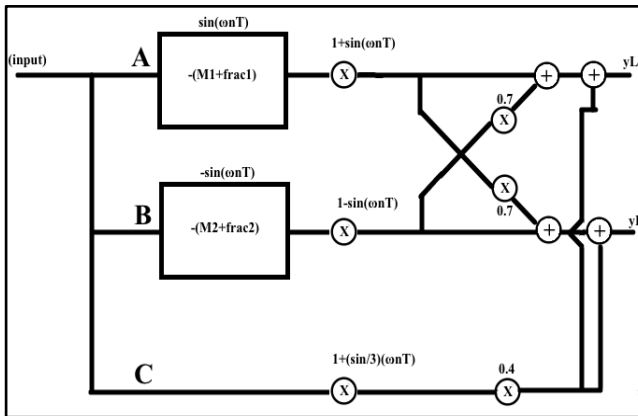 sin(ωnT)
(input)
A
-(M1+frac1)
1+sin(ωnT)
X
+
+
yL
0.7
X
-sin(ωnT)
B
-(M2+frac2)
1-sin(ωnT)
X
X
0.7
+
+
C
1+(sin/3)(ωnT)
X
0.4
X